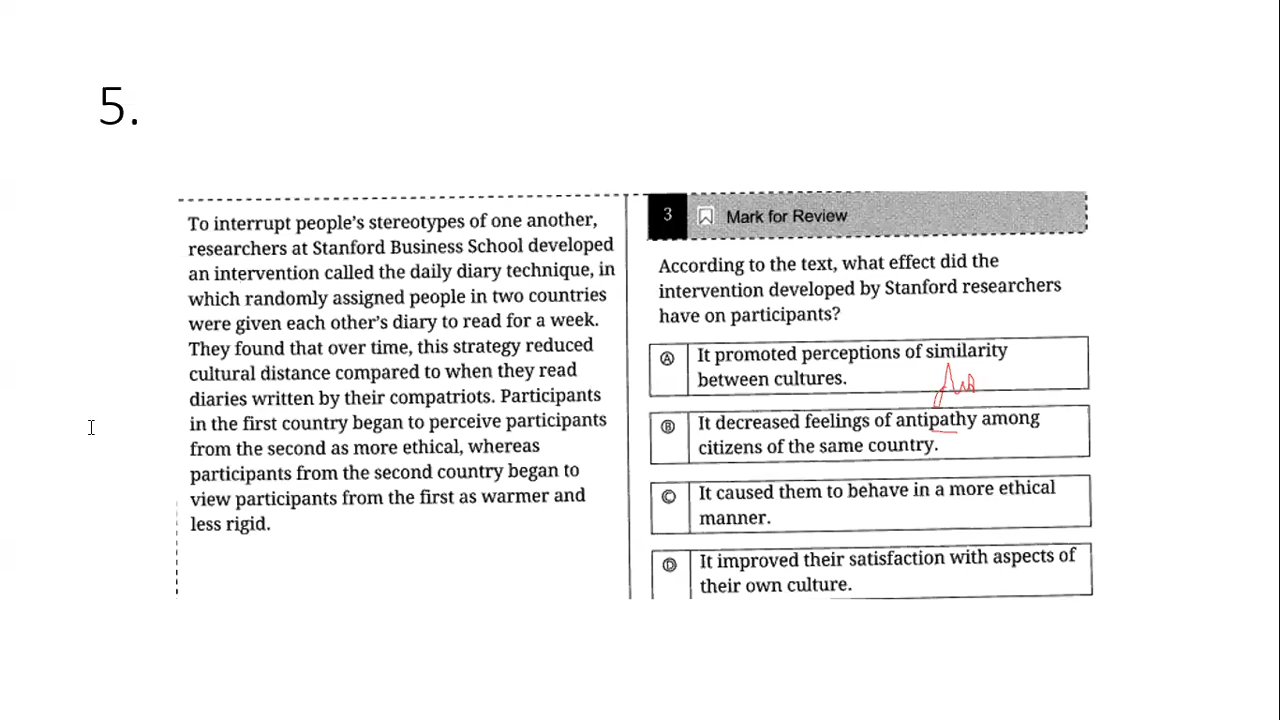 5.
To interrupt people's stereotypes of one another,
researchers at Stanford Business School developed
an intervention called the daily diary technique, in
which randomly assigned people in two countries
were given each other's diary to read for a week.
They found that over time, this strategy reduced
cultural distance compared to when they read
diaries written by their compatriots. Participants
in the first country began to perceive participants
from the second as more ethical, whereas
participants from the second country began to
view participants from the first as warmer and
less rigid.
3 Mark for Review
According to the text, what effect did the
intervention developed by Stanford researchers
have on participants?
A It promoted perceptions of similarity
between cultures.
B It decreased feelings of antipathy among
citizens of the same country.
C It caused them to behave in a more ethical
manner.
D It improved their satisfaction with aspects of
their own culture.